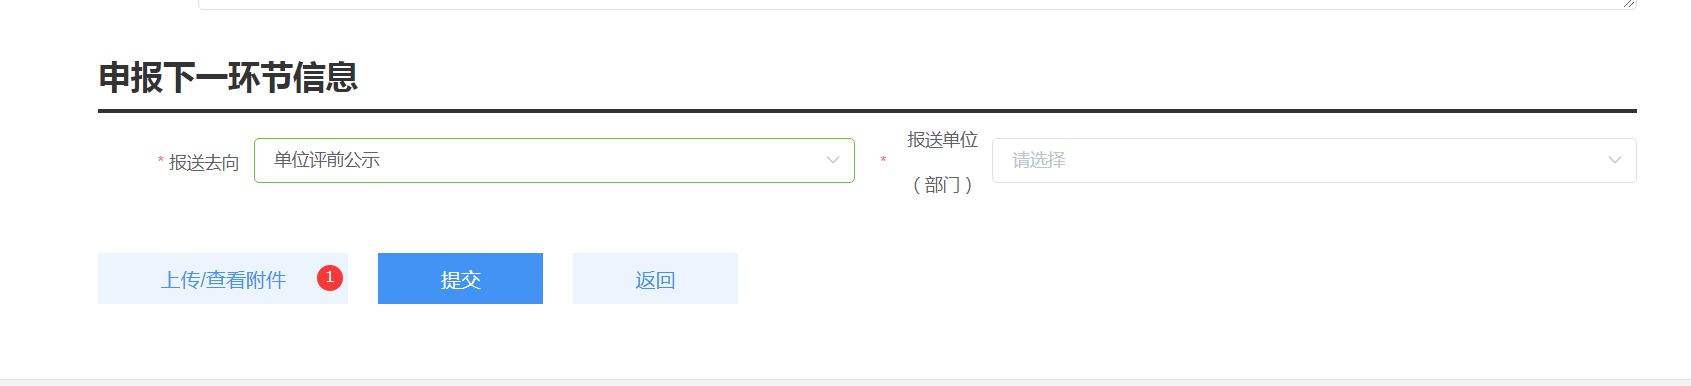 申报下一环节信息
* 报送去向
单位评前公示
* 报送单位
（部门）
请选择
上传/查看附件 1
提交
返回